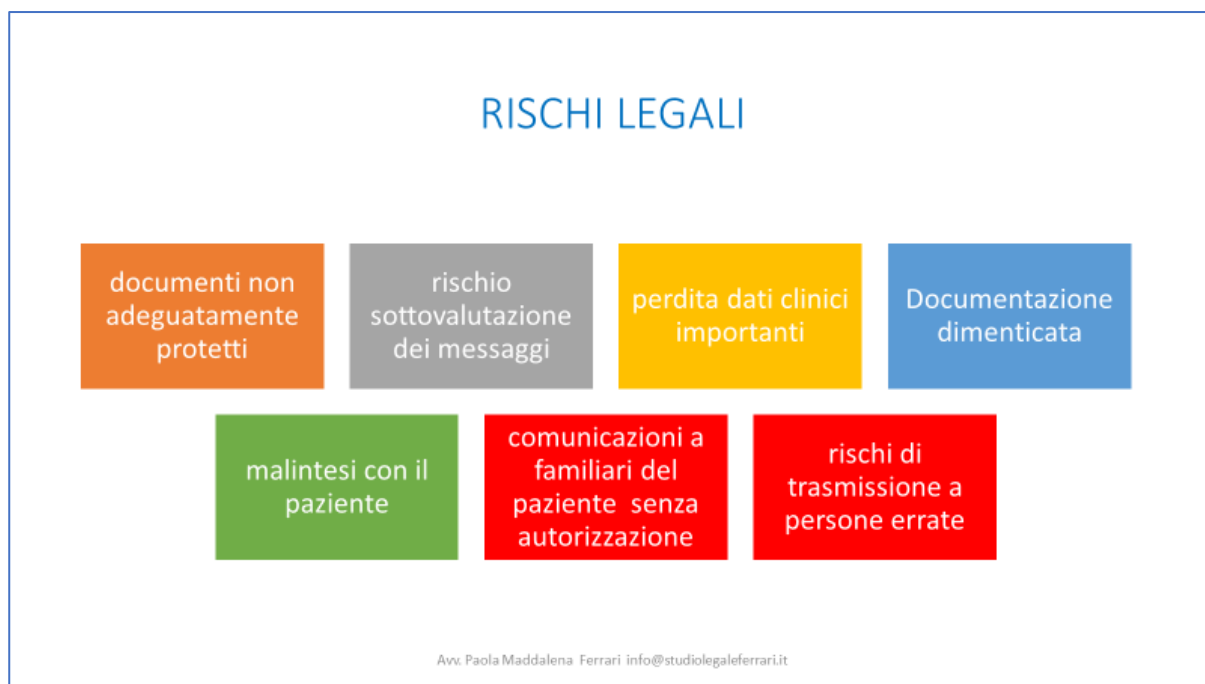 RISCHI LEGALI
documenti non
adeguatamente
protetti
rischio
sottovalutazione
dei messaggi
perdita dati clinici
importanti
Documentazione
dimenticata
malintesi con il
paziente
comunicazioni a
familiari del
paziente senza
autorizzazione
rischi di
trasmissione a
persone errate
Avv. Paola Maddalena Ferrari info@studiolegaleferrari.it